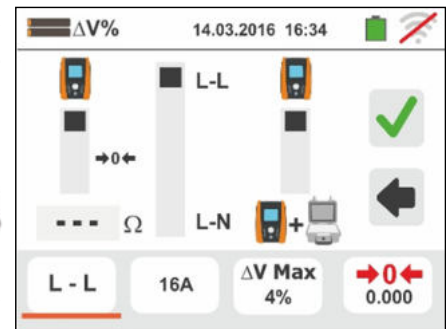 ΔV% 14.03.2016 16:34
L-L
→0←
- - - Ω
L-N
+
L - L
16A
ΔV Max
4%
→0←
0.000